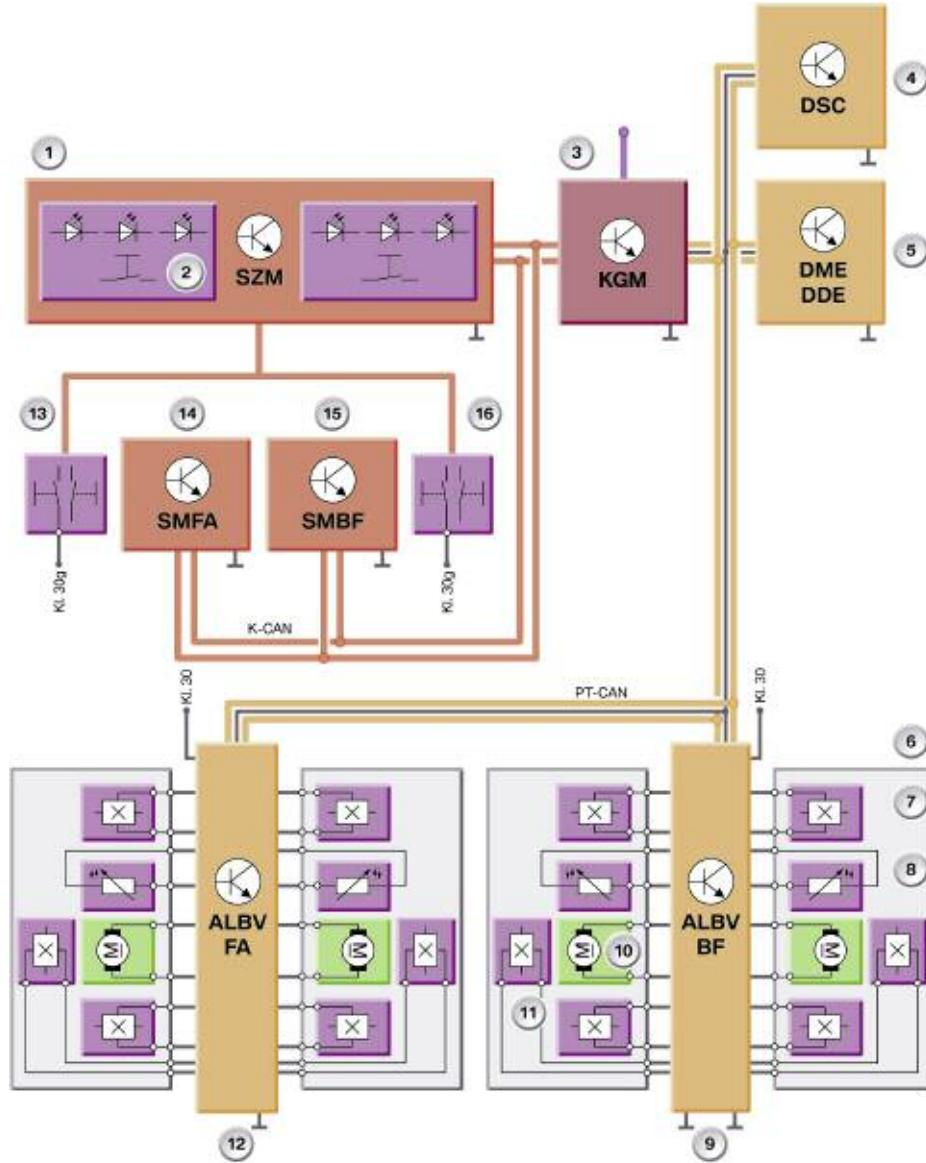 4
DSC
1
3
2
SZM
KGM
DME
DDE
5
13
14
15
16
SMFA
SMBF
Kl. 30g
Kl. 30g
K-CAN
Kl. 30
PT-CAN
Kl. 30
6
7
8
ALBV
FA
ALBV
BF
M
M
M
10
M
11
12
9